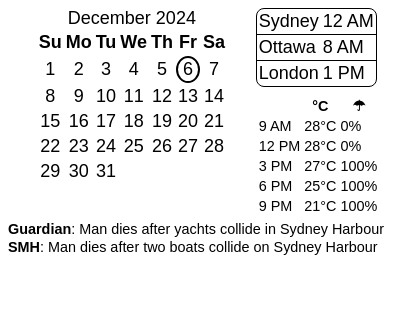 December 2024
Su Mo Tu We Th Fr Sa
1 2 3 4 5 6 7
8 9 10 11 12 13 14
15 16 17 18 19 20 21
22 23 24 25 26 27 28
29 30 31
Sydney 12 AM
Ottawa 8 AM
London 1 PM
°C ☂
9 AM 28°C 0%
12 PM 28°C 0%
3 PM 27°C 100%
6 PM 25°C 100%
9 PM 21°C 100%
Guardian: Man dies after yachts collide in Sydney Harbour
SMH: Man dies after two boats collide on Sydney Harbour